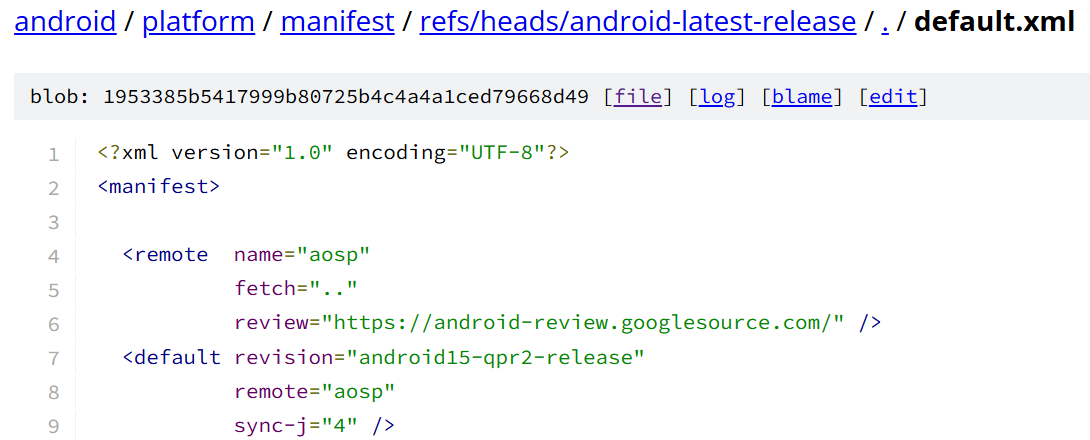 android / platform / manifest / refs/heads/android-latest-release / . / default.xml
blob: 1953385b5417999b80725b4c4a4a1ced79668d49 [file] [log] [blame] [edit]
1 <?xml version="1.0" encoding="UTF-8"?>
2 <manifest>
3
4   <remote  name="aosp"
5            fetch=".."
6            review="https://android-review.googlesource.com/" />
7   <default revision="android15-qpr2-release"
8            remote="aosp"
9            sync-j="4" />